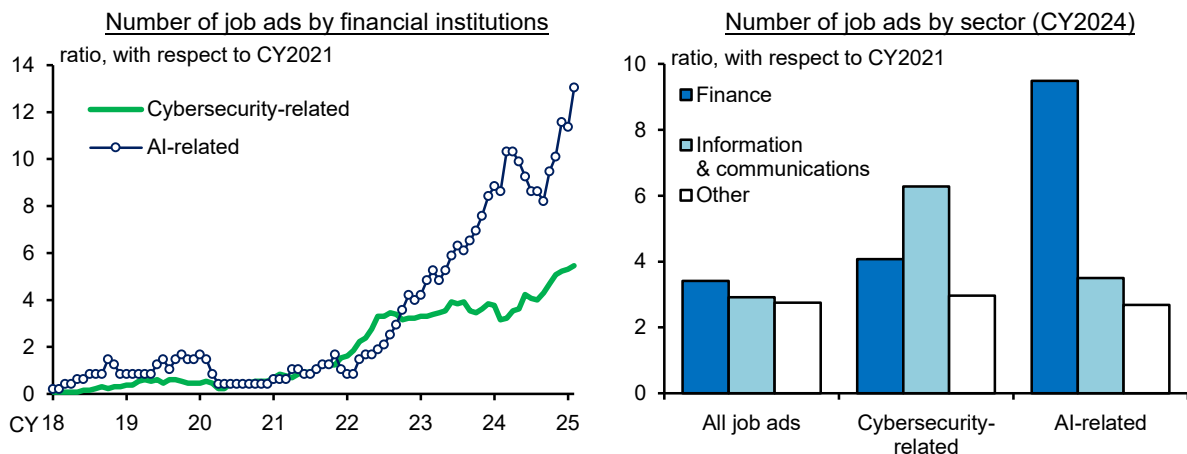 Number of job ads by financial institutions
ratio, with respect to CY2021
14
12
10
8
6
4
2
0
Cybersecurity-related
AI-related
CY 18 19 20 21 22 23 24 25
Number of job ads by sector (CY2024)
ratio, with respect to CY2021
10
8
6
4
2
0
Finance
Information
& communications
Other
All job ads
Cybersecurity-
related
AI-related